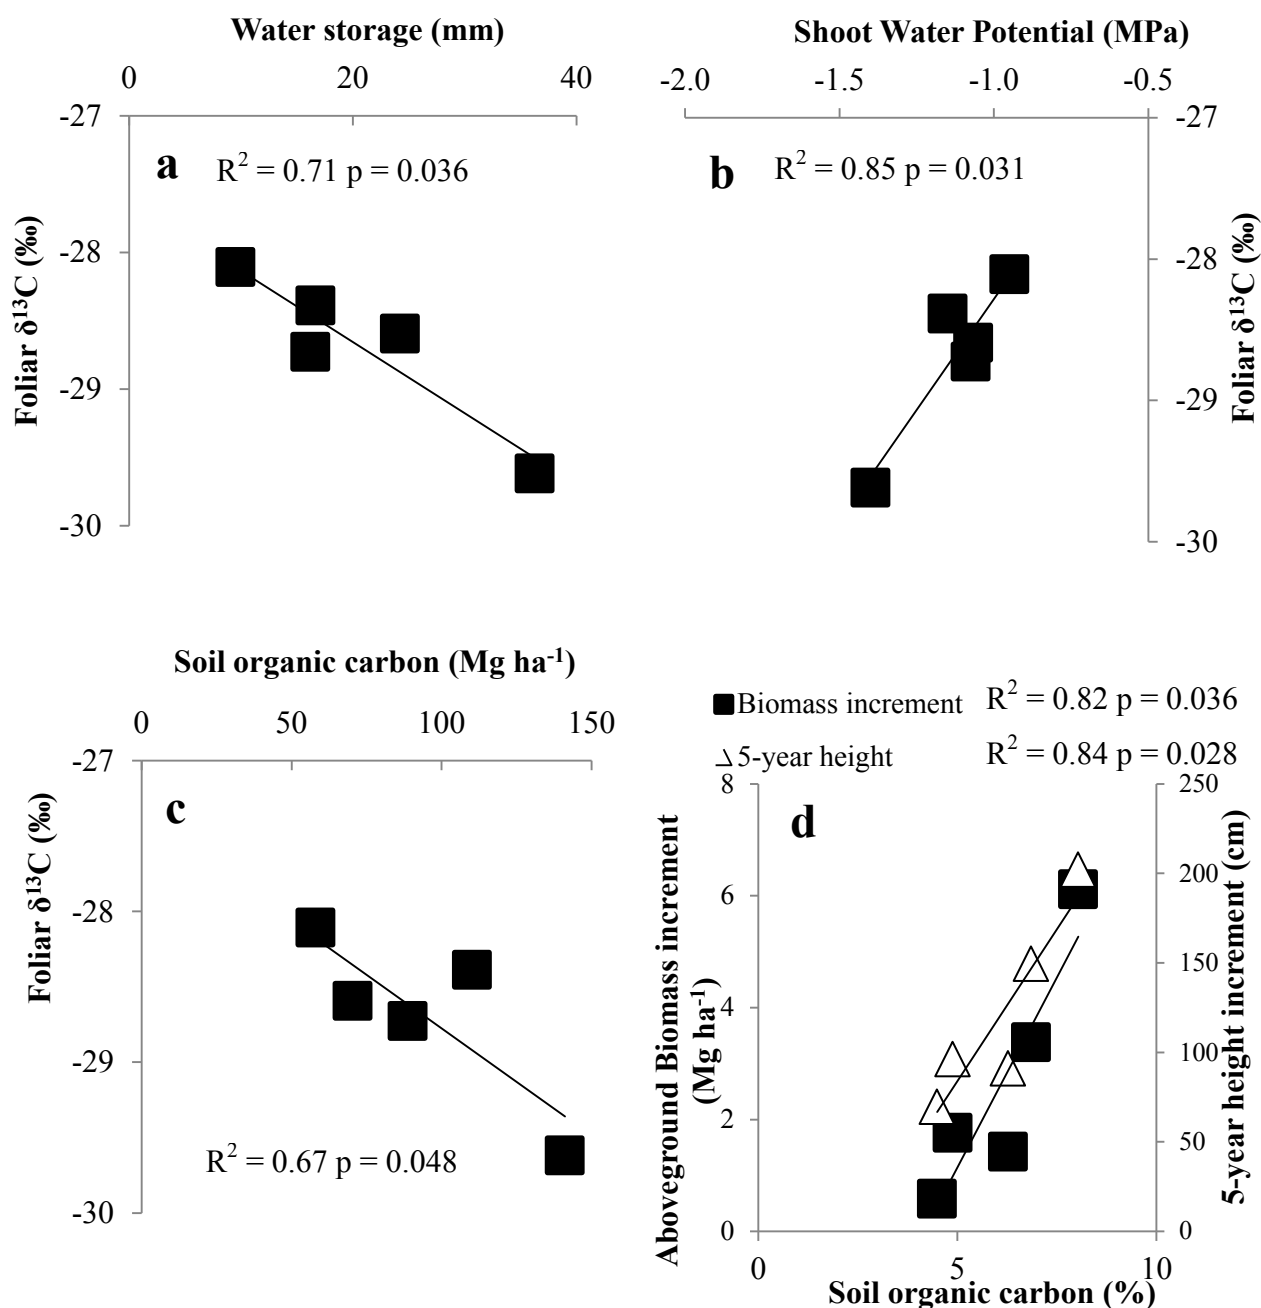 Water storage (mm)
0 20 40
-27
-28
-29
-30
Foliar δ¹³C (‰)
a
R² = 0.71 p = 0.036
Shoot Water Potential (MPa)
-2.0 -1.5 -1.0 -0.5
-27
-28
-29
-30
Foliar δ¹³C (‰)
b
R² = 0.85 p = 0.031
Soil organic carbon (Mg ha⁻¹)
0 50 100 150
-27
-28
-29
-30
Foliar δ¹³C (‰)
c
R² = 0.67 p = 0.048
Biomass increment R² = 0.82 p = 0.036
5-year height R² = 0.84 p = 0.028
d
8
6
4
2
0
Aboveground Biomass increment
(Mg ha⁻¹)
250
200
150
100
50
0
5-year height increment (cm)
0 5 10
Soil organic carbon (%)